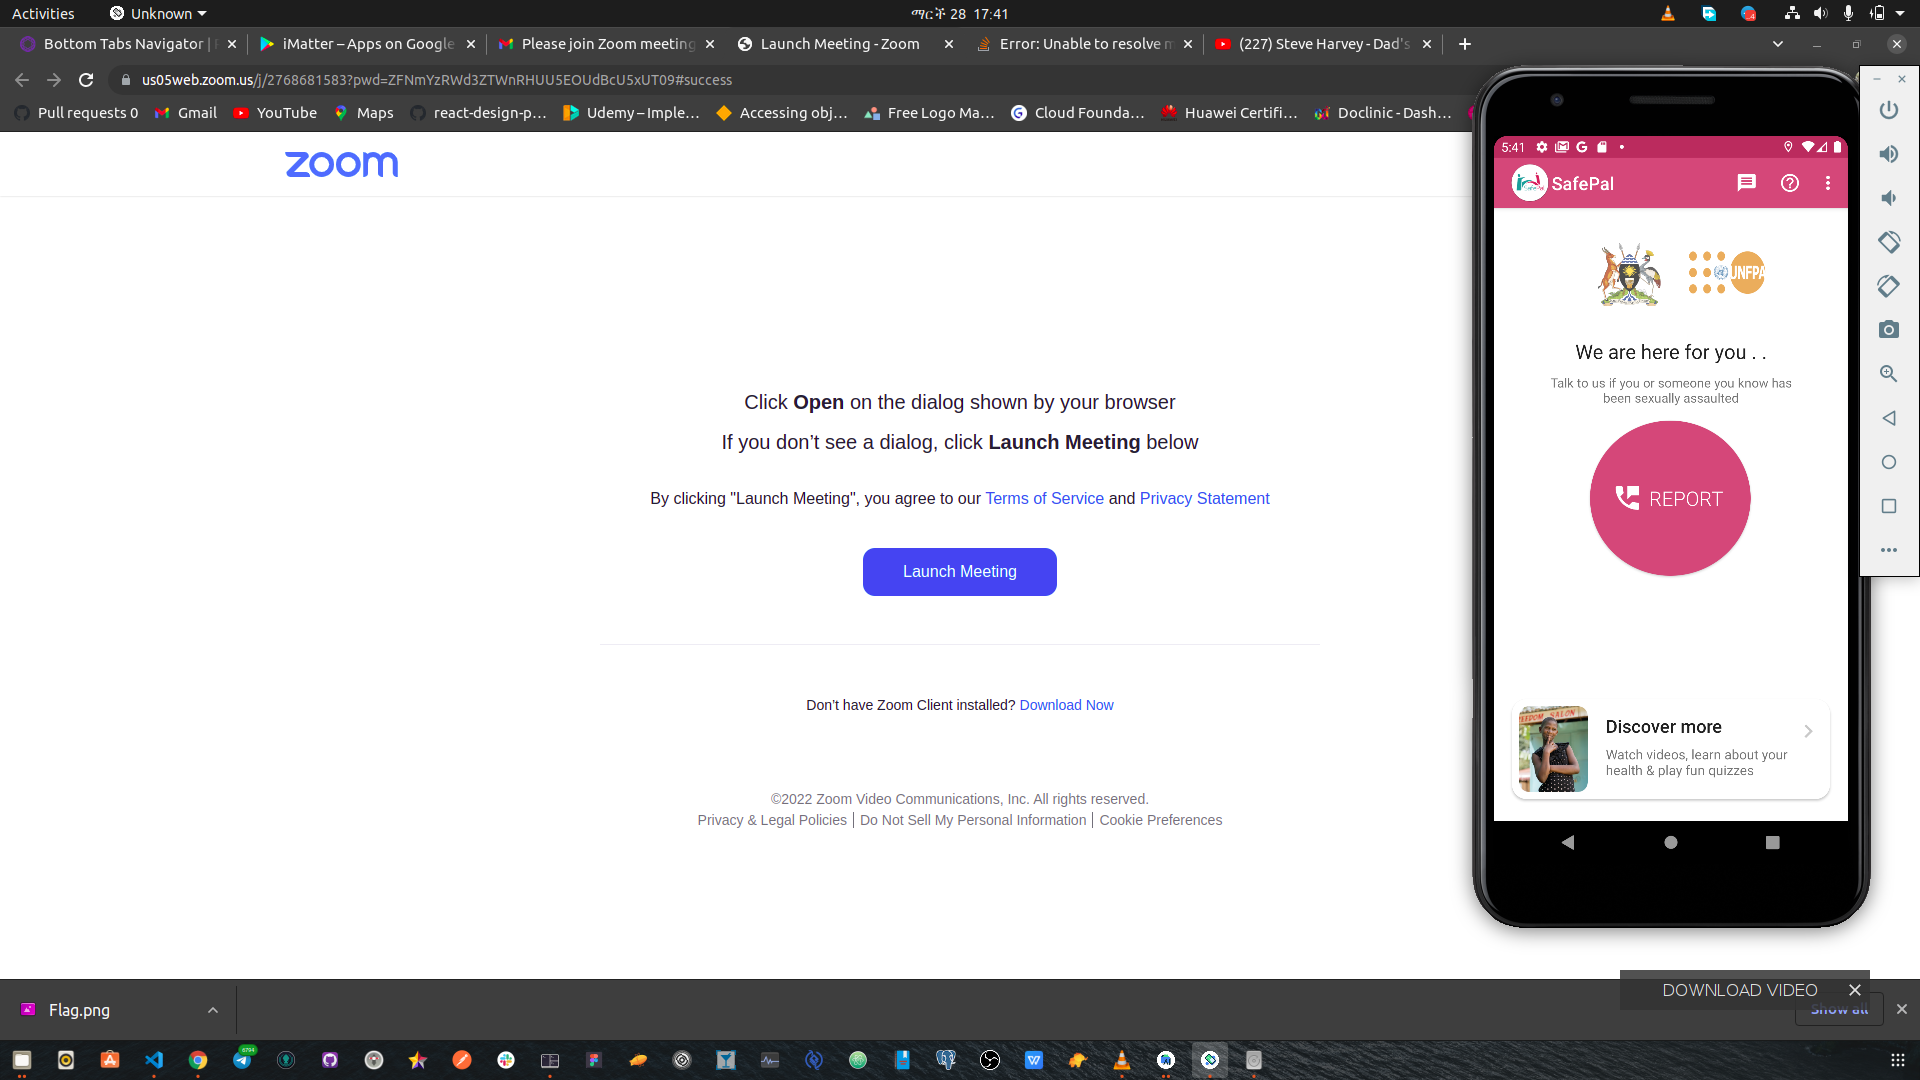 Activities
Unknown
ማርች 28 17:41
Bottom Tabs Navigator |
iMatter – Apps on Google
Please join Zoom meeting
Launch Meeting - Zoom
Error: Unable to resolve m
(227) Steve Harvey - Dad's
us05web.zoom.us/j/2768681583?pwd=ZFNmYzRWd3ZTWnRHUU5EOUdBcU5xUT09#success
Pull requests 0
Gmail
YouTube
Maps
react-design-p...
Udemy – Imple...
Accessing obj...
Free Logo Ma...
Cloud Founda...
Huawei Certifi...
Doclinic - Dash...
zoom
Click Open on the dialog shown by your browser
If you don’t see a dialog, click Launch Meeting below
By clicking "Launch Meeting", you agree to our Terms of Service and Privacy Statement
Launch Meeting
Don’t have Zoom Client installed? Download Now
©2022 Zoom Video Communications, Inc. All rights reserved.
Privacy & Legal Policies | Do Not Sell My Personal Information | Cookie Preferences
5:41
SafePal
UNFPA
We are here for you . .
Talk to us if you or someone you know has
been sexually assaulted
REPORT
Discover more
Watch videos, learn about your
health & play fun quizzes
DOWNLOAD VIDEO
Show all
Flag.png